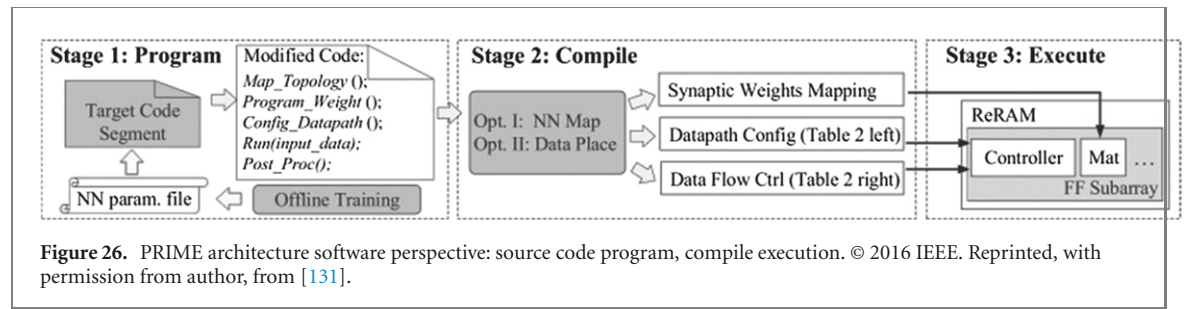 Stage 1: Program
Target Code
Segment
NN param. file
Offline Training
Modified Code:
Map_Topology ();
Program_Weight ();
Config_Datapath ();
Run(input_data);
Post_Proc();
Stage 2: Compile
Opt. I:  NN Map
Opt. II: Data Place
Synaptic Weights Mapping
Datapath Config (Table 2 left)
Data Flow Ctrl (Table 2 right)
Stage 3: Execute
ReRAM
Controller
Mat
...
FF Subarray
Figure 26. PRIME architecture software perspective: source code program, compile execution. © 2016 IEEE. Reprinted, with
permission from author, from [131].